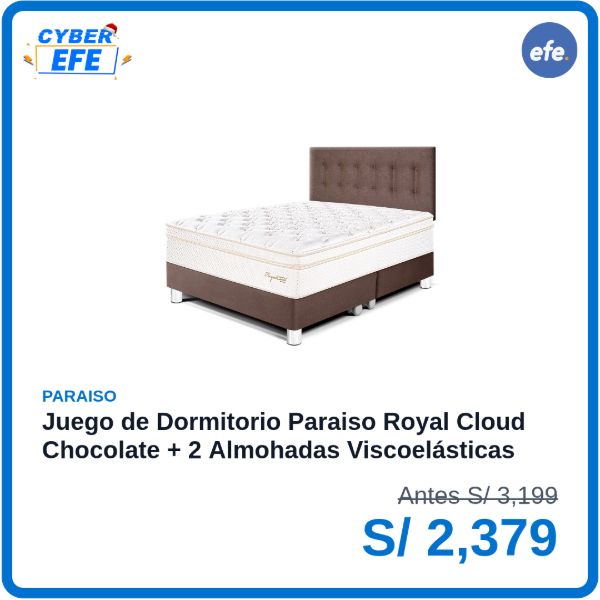 CYBER
EFE
efe.
PARAISO
Juego de Dormitorio Paraiso Royal Cloud
Chocolate + 2 Almohadas Viscoelásticas
Antes S/ 3,199
S/ 2,379